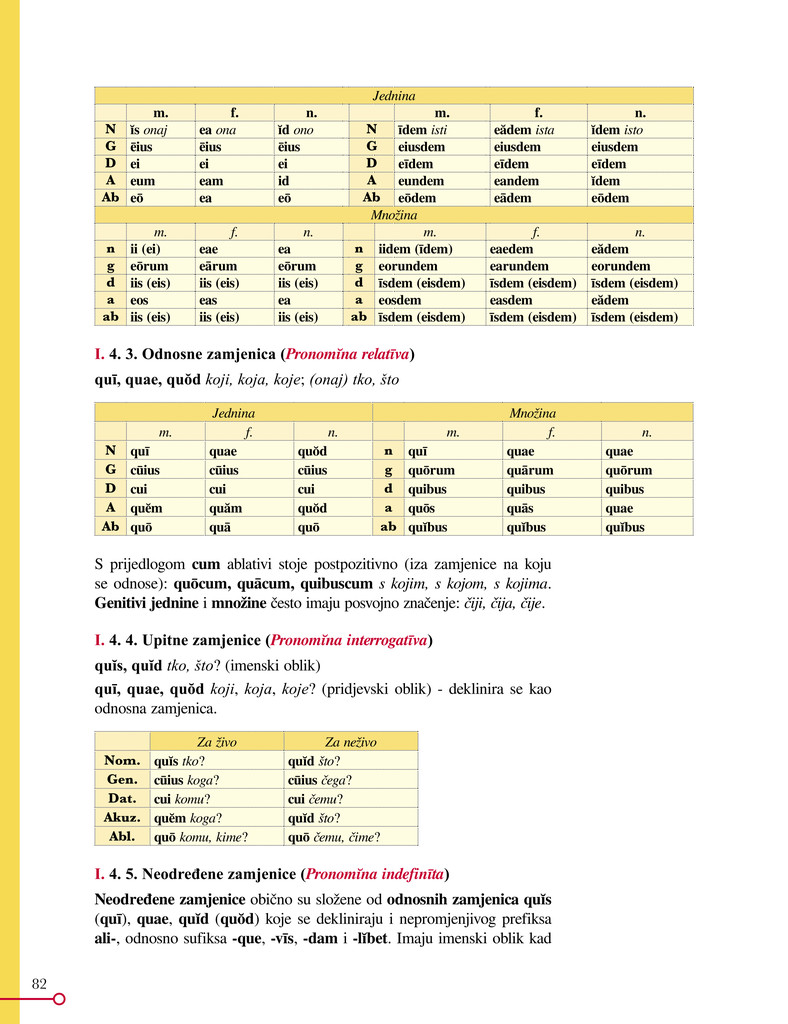 Jednina
m. f. n. m. f. n.
N ĭs onaj ea ona ĭd ono N īdem isti eădem ista ĭdem isto
G ēius ēius ēius G eiusdem eiusdem eiusdem
D ei ei ei D eīdem eīdem eīdem
A eum eam id A eundem eandem ĭdem
Ab eō ea eō Ab eōdem eādem eōdem
Množina
m. f. n. m. f. n.
n ii (ei) eae ea n iidem (īdem) eaedem eădem
g eōrum eārum eōrum g eorundem earundem eorundem
d iis (eis) iis (eis) iis (eis) d īsdem (eisdem) īsdem (eisdem) īsdem (eisdem)
a eos eas ea a eosdem easdem eădem
ab iis (eis) iis (eis) iis (eis) ab īsdem (eisdem) īsdem (eisdem) īsdem (eisdem)
I. 4. 3. Odnosne zamjenica (Pronomĭna relatīva)
quī, quae, quŏd koji, koja, koje; (onaj) tko, što
Jednina Množina
m. f. n. m. f. n.
N quī quae quŏd n quī quae quae
G cūius cūius cūius g quōrum quārum quōrum
D cui cui cui d quibus quibus quibus
A quĕm quăm quŏd a quōs quās quae
Ab quō quā quō ab quĭbus quĭbus quĭbus
S prijedlogom cum ablativi stoje postpozitivno (iza zamjenice na koju
se odnose): quōcum, quācum, quibuscum s kojim, s kojom, s kojima.
Genitivi jednine i množine često imaju posvojno značenje: čiji, čija, čije.
I. 4. 4. Upitne zamjenice (Pronomĭna interrogatīva)
quĭs, quĭd tko, što? (imenski oblik)
quī, quae, quŏd koji, koja, koje? (pridjevski oblik) - deklinira se kao
odnosna zamjenica.
Za živo Za neživo
Nom. quĭs tko? quĭd što?
Gen. cūius koga? cūius čega?
Dat. cui komu? cui čemu?
Akuz. quĕm koga? quĭd što?
Abl. quō komu, kime? quō čemu, čime?
I. 4. 5. Neodređene zamjenice (Pronomĭna indefinīta)
Neodređene zamjenice obično su složene od odnosnih zamjenica quĭs
(quī), quae, quĭd (quŏd) koje se dekliniraju i nepromjenjivog prefiksa
ali-, odnosno sufiksa -que, -vīs, -dam i -lĭbet. Imaju imenski oblik kad
82